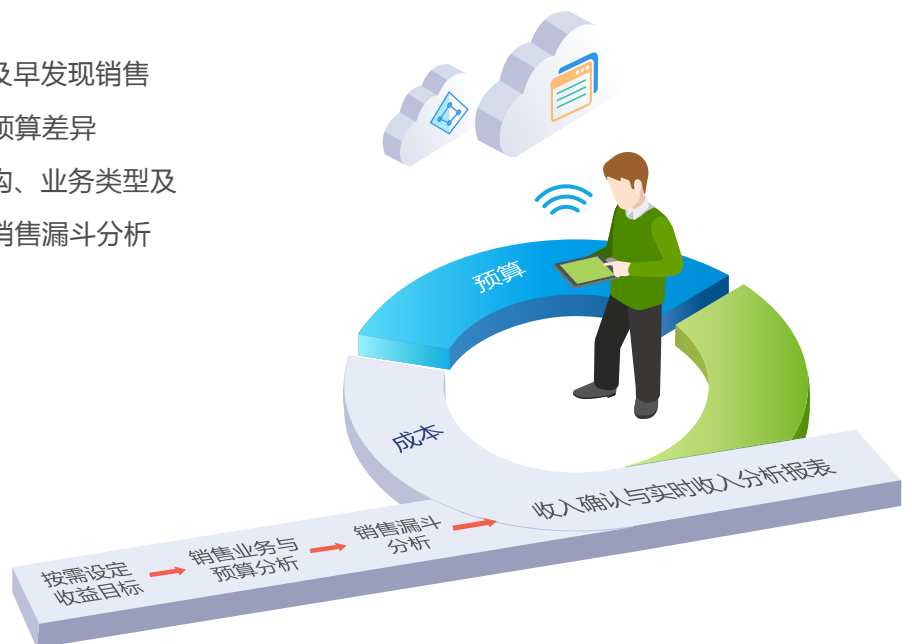 及早发现销售
预算差异
构、业务类型及
销售漏斗分析
预算
成本
按需设定
收益目标
销售业务与
预算分析
销售漏斗
分析
收入确认与实时收入分析报表